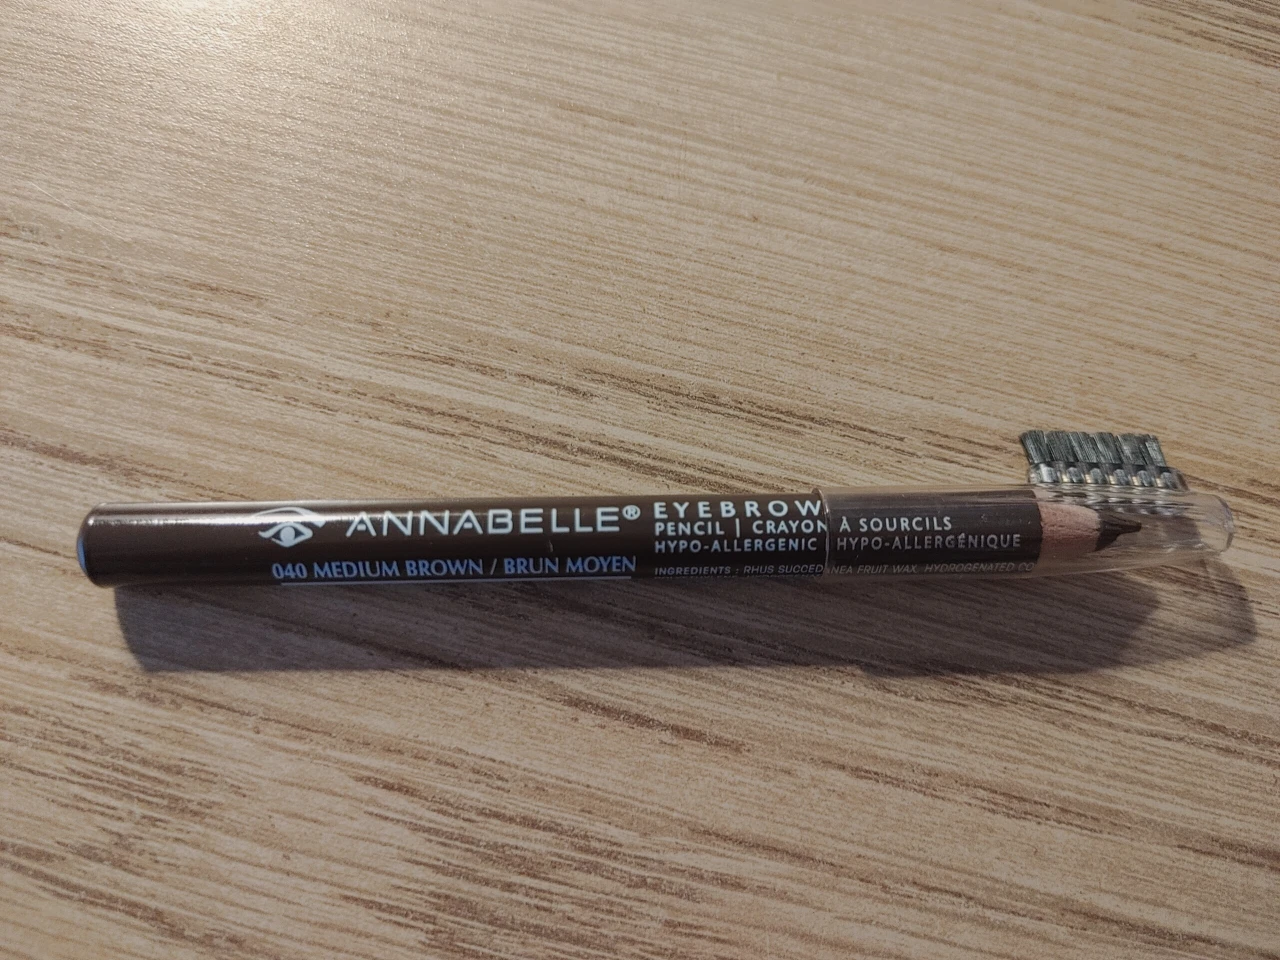 ANNABELLE®
040 MEDIUM BROWN / BRUN MOYEN
EYEBROW
PENCIL | CRAYON À SOURCILS
HYPO-ALLERGENIC HYPO-ALLERGÉNIQUE
INGREDIENTS : RHUS SUCCEDANEA FRUIT WAX, HYDROGENATED CO